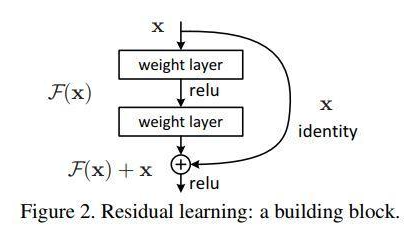 x
weight layer
relu
F(x)
weight layer
x
identity
F(x) + x
relu
Figure 2. Residual learning: a building block.